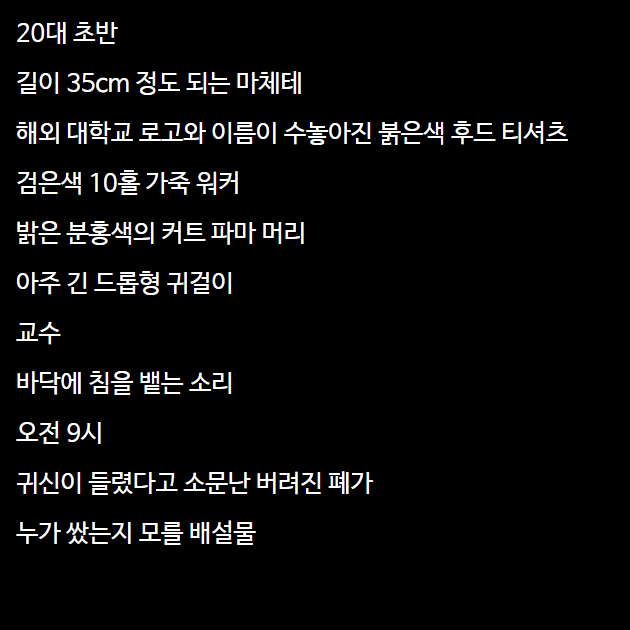 20대 초반
길이 35cm 정도 되는 마체테
해외 대학교 로고와 이름이 수놓아진 붉은색 후드 티셔츠
검은색 10홀 가죽 워커
밝은 분홍색의 커트 파마 머리
아주 긴 드롭형 귀걸이
교수
바닥에 침을 뱉는 소리
오전 9시
귀신이 들렸다고 소문난 버려진 폐가
누가 쌌는지 모를 배설물